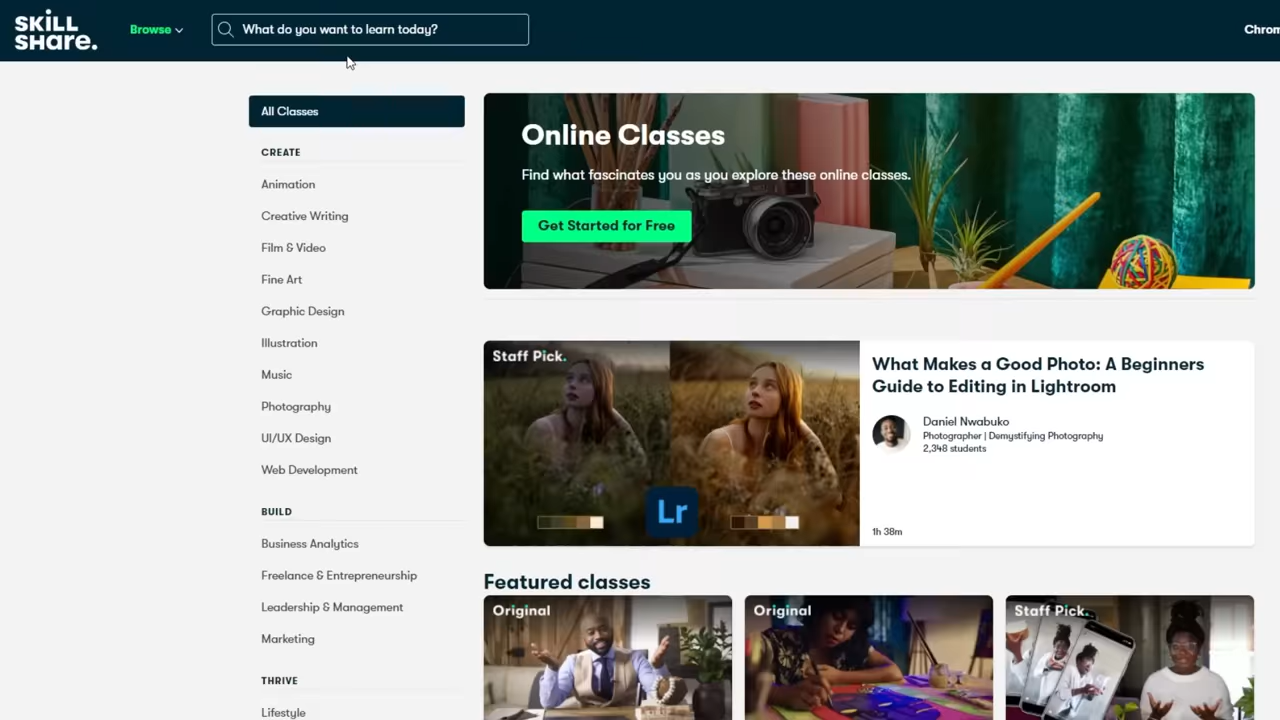 SKiLL
SHare.
Browse
What do you want to learn today?
Chrom
All Classes
CREATE
Animation
Creative Writing
Film & Video
Fine Art
Graphic Design
Illustration
Music
Photography
UI/UX Design
Web Development
BUILD
Business Analytics
Freelance & Entrepreneurship
Leadership & Management
Marketing
THRIVE
Lifestyle
Online Classes
Find what fascinates you as you explore these online classes.
Get Started for Free
Staff Pick.
Lr
What Makes a Good Photo: A Beginners
Guide to Editing in Lightroom
Daniel Nwabuko
Photographer | Demystifying Photography
2,348 students
1h 38m
Featured classes
Original
Original
Staff Pick.